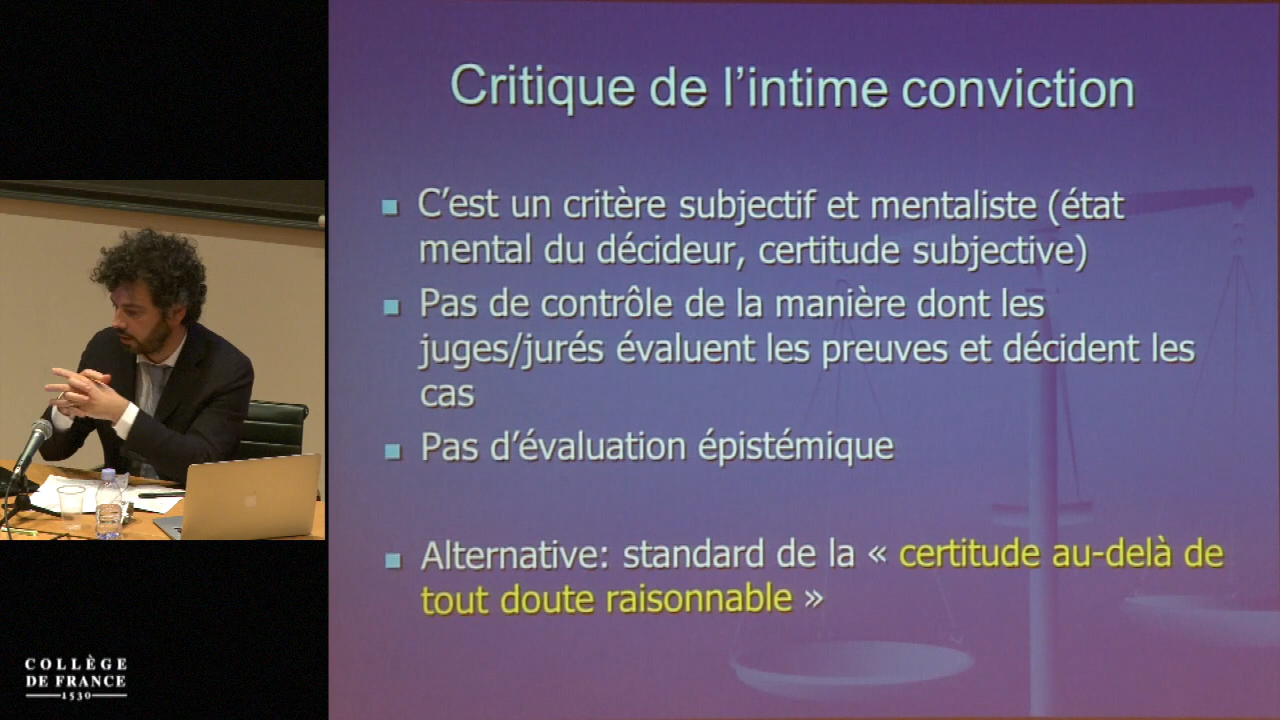 Critique de l'intime conviction
C'est un critère subjectif et mentaliste (état
mental du décideur, certitude subjective)
Pas de contrôle de la manière dont les
juges/jurés évaluent les preuves et décident les
cas
Pas d'évaluation épistémique
Alternative: standard de la « certitude au-delà de
tout doute raisonnable »
COLLÈGE
DE FRANCE
1530